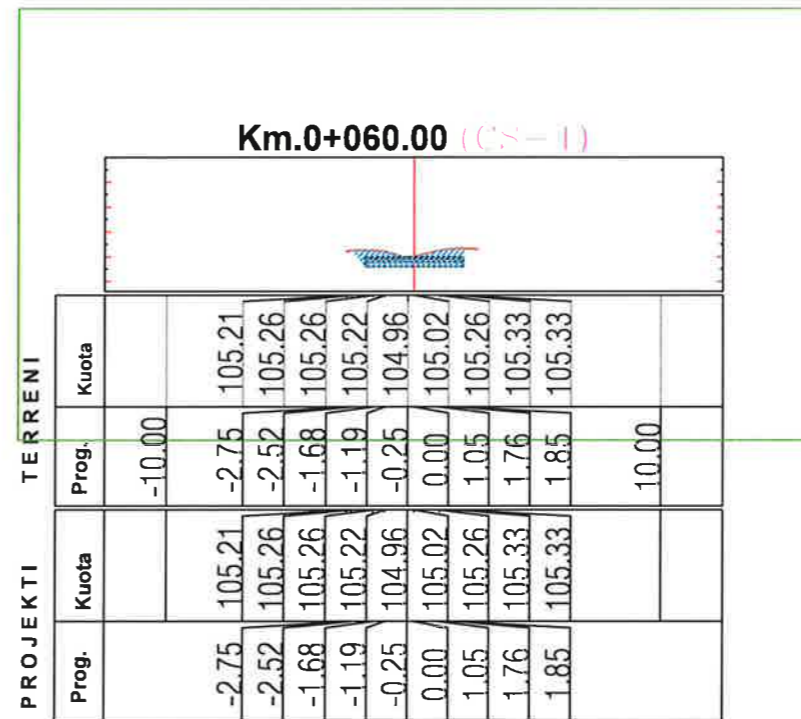 Km.0+060.00 (CS - 1)
TERRENI
Kuota 105.21 105.26 105.26 105.22 104.96 105.02 105.26 105.33 105.33
Prog. -10.00 -2.75 -2.52 -1.68 -1.19 -0.25 0.00 1.05 1.76 1.85 10.00
PROJEKTI
Kuota 105.21 105.26 105.26 105.22 104.96 105.02 105.26 105.33 105.33
Prog. -2.75 -2.52 -1.68 -1.19 -0.25 0.00 1.05 1.76 1.85